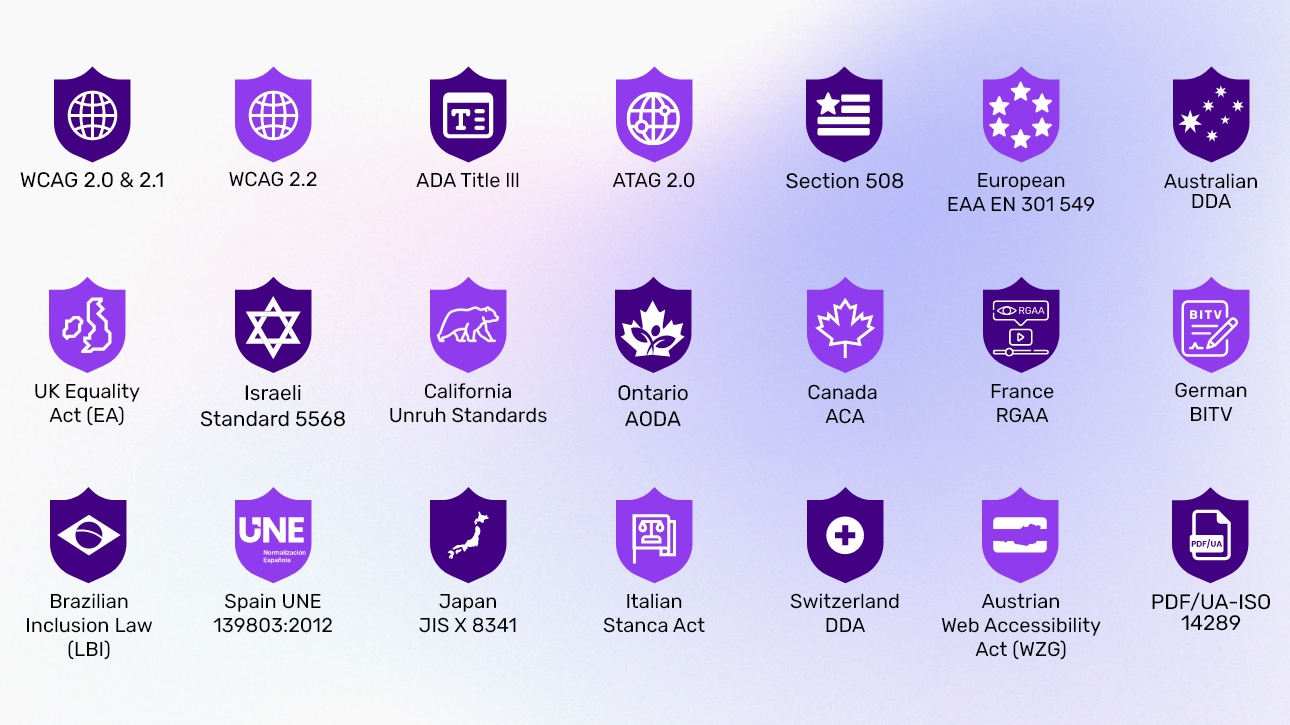 WCAG 2.0 & 2.1
WCAG 2.2
T
ADA Title III
ATAG 2.0
Section 508
European
EAA EN 301 549
Australian
DDA
UK Equality
Act (EA)
Israeli
Standard 5568
California
Unruh Standards
Ontario
AODA
Canada
ACA
RGAA
France
RGAA
BITV
German
BITV
Brazilian
Inclusion Law
(LBI)
UNE
Normalización
Española
Spain UNE
139803:2012
Japan
JIS X 8341
Italian
Stanca Act
Switzerland
DDA
Austrian
Web Accessibility
Act (WZG)
PDF/UA
PDF/UA-ISO
14289